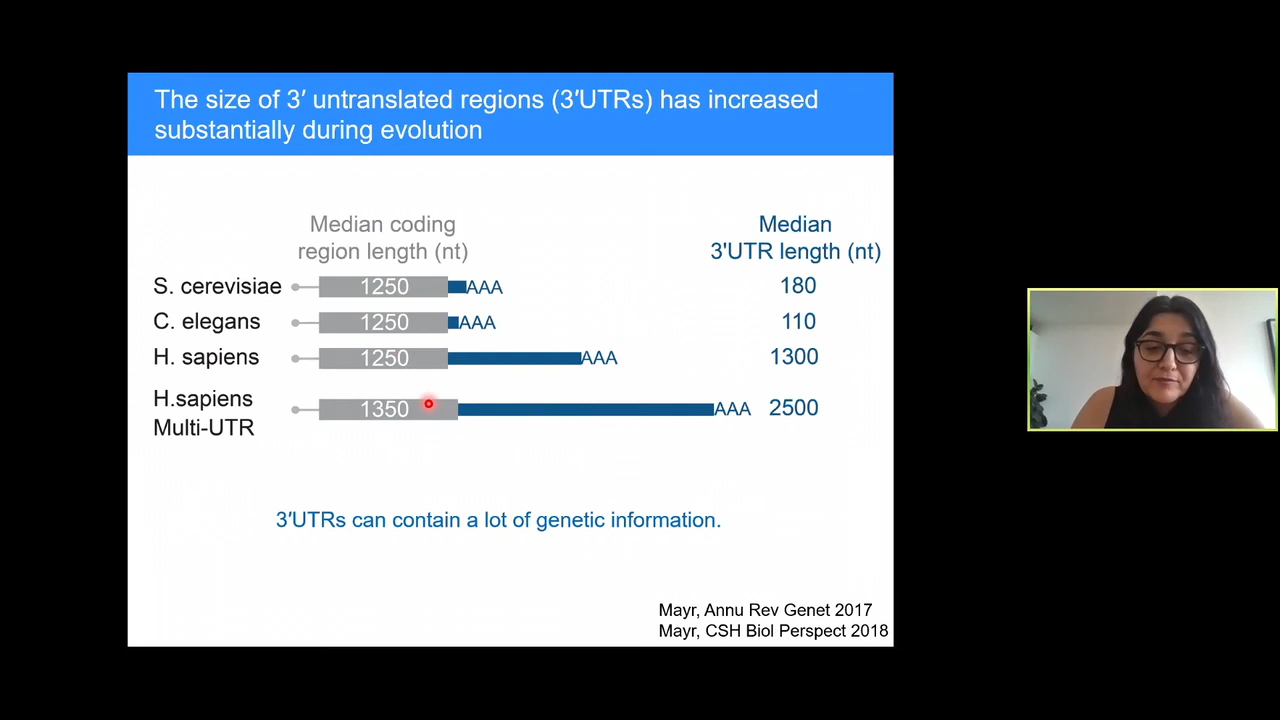 The size of 3′ untranslated regions (3′UTRs) has increased
substantially during evolution
Median coding
region length (nt)
Median
3'UTR length (nt)
S. cerevisiae 1250 AAA 180
C. elegans 1250 AAA 110
H. sapiens 1250 AAA 1300
H.sapiens
Multi-UTR
1350 AAA 2500
3′UTRs can contain a lot of genetic information.
Mayr, Annu Rev Genet 2017
Mayr, CSH Biol Perspect 2018